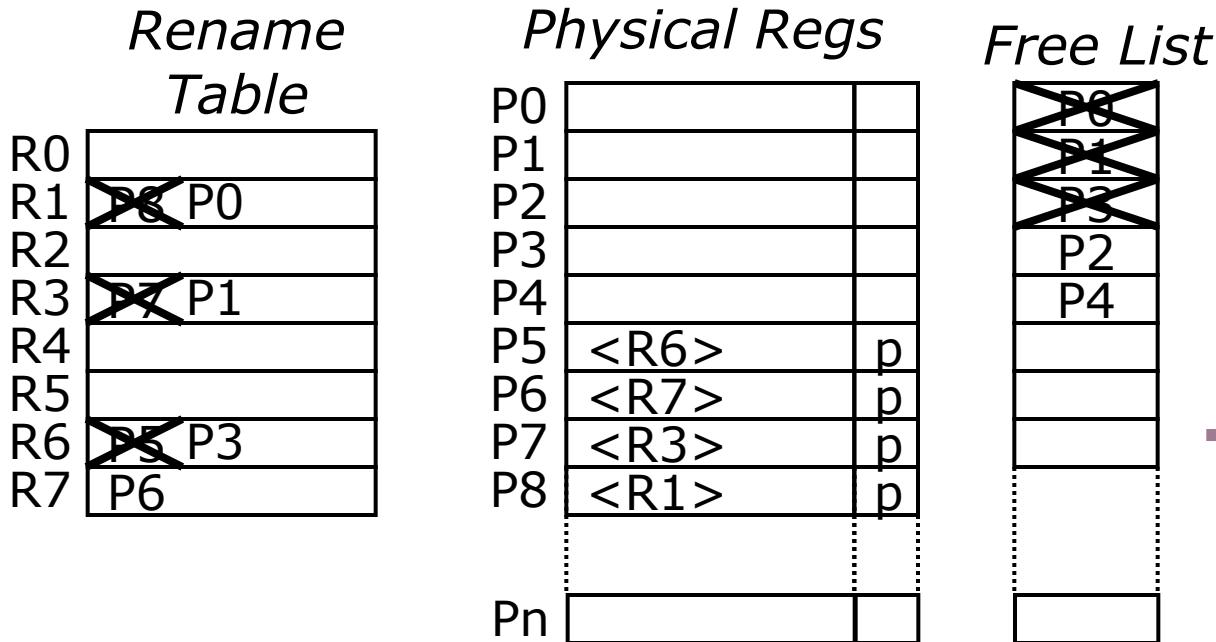 Rename
Table
R0
R1 P8 P0
R2
R3 P7 P1
R4
R5
R6 P5 P3
R7 P6
Physical Regs
P0
P1
P2
P3
P4
P5 <R6> p
P6 <R7> p
P7 <R3> p
P8 <R1> p
Pn
Free List
P0
P1
P3
P2
P4